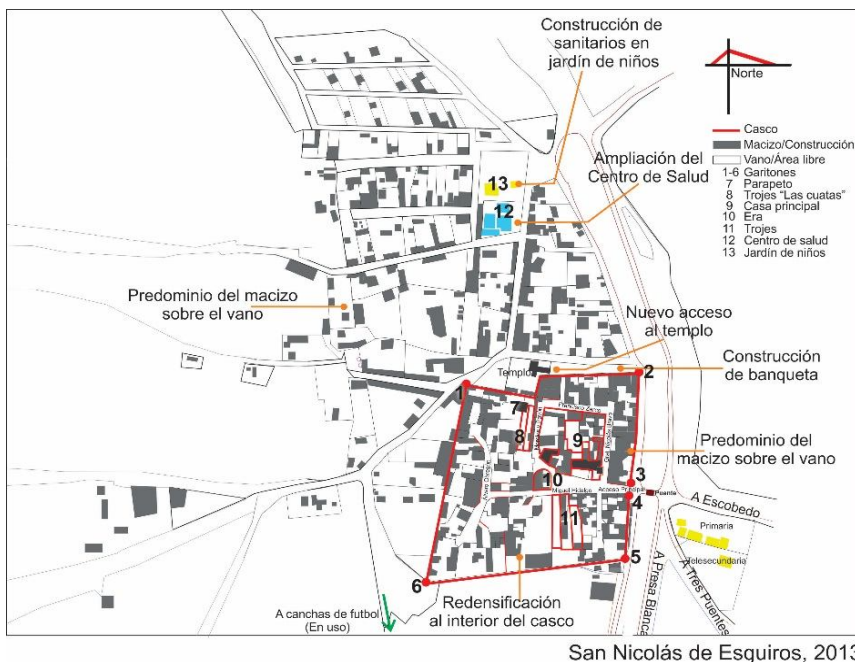 Construcción de
sanitarios en
jardín de niños
Norte
Casco
Macizo/Construcción
Vano/Área libre
1-6 Garitones
7 Parapeto
8 Trojes "Las cuatas"
9 Casa principal
10 Era
11 Trojes
12 Centro de salud
13 Jardín de niños
Ampliación del
Centro de Salud
13
12
Predominio del macizo
sobre el vano
Nuevo acceso
al templo
Construcción
de banqueta
Templo
1
2
7
8
9
Predominio del
macizo sobre el vano
10
3
Miguel Hidalgo
Acceso Principal
Puente
4
A Escobedo
11
Primaria
Telesecundaria
5
6
A Presa Blanca
A Tres Puentes
Redensificación
al interior del casco
A canchas de futbol
(En uso)
San Nicolás de Esquiros, 2013